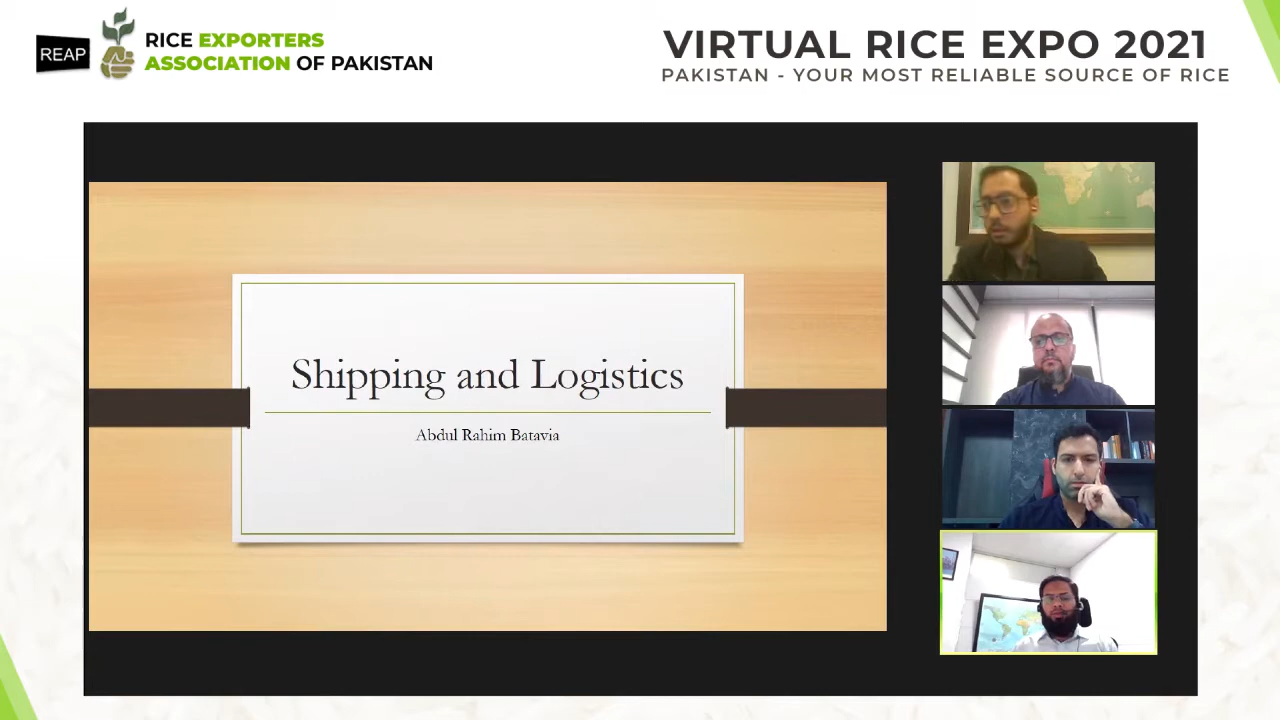 REAP
RICE EXPORTERS
ASSOCIATION OF PAKISTAN
VIRTUAL RICE EXPO 2021
PAKISTAN - YOUR MOST RELIABLE SOURCE OF RICE
Shipping and Logistics
Abdul Rahim Batavia